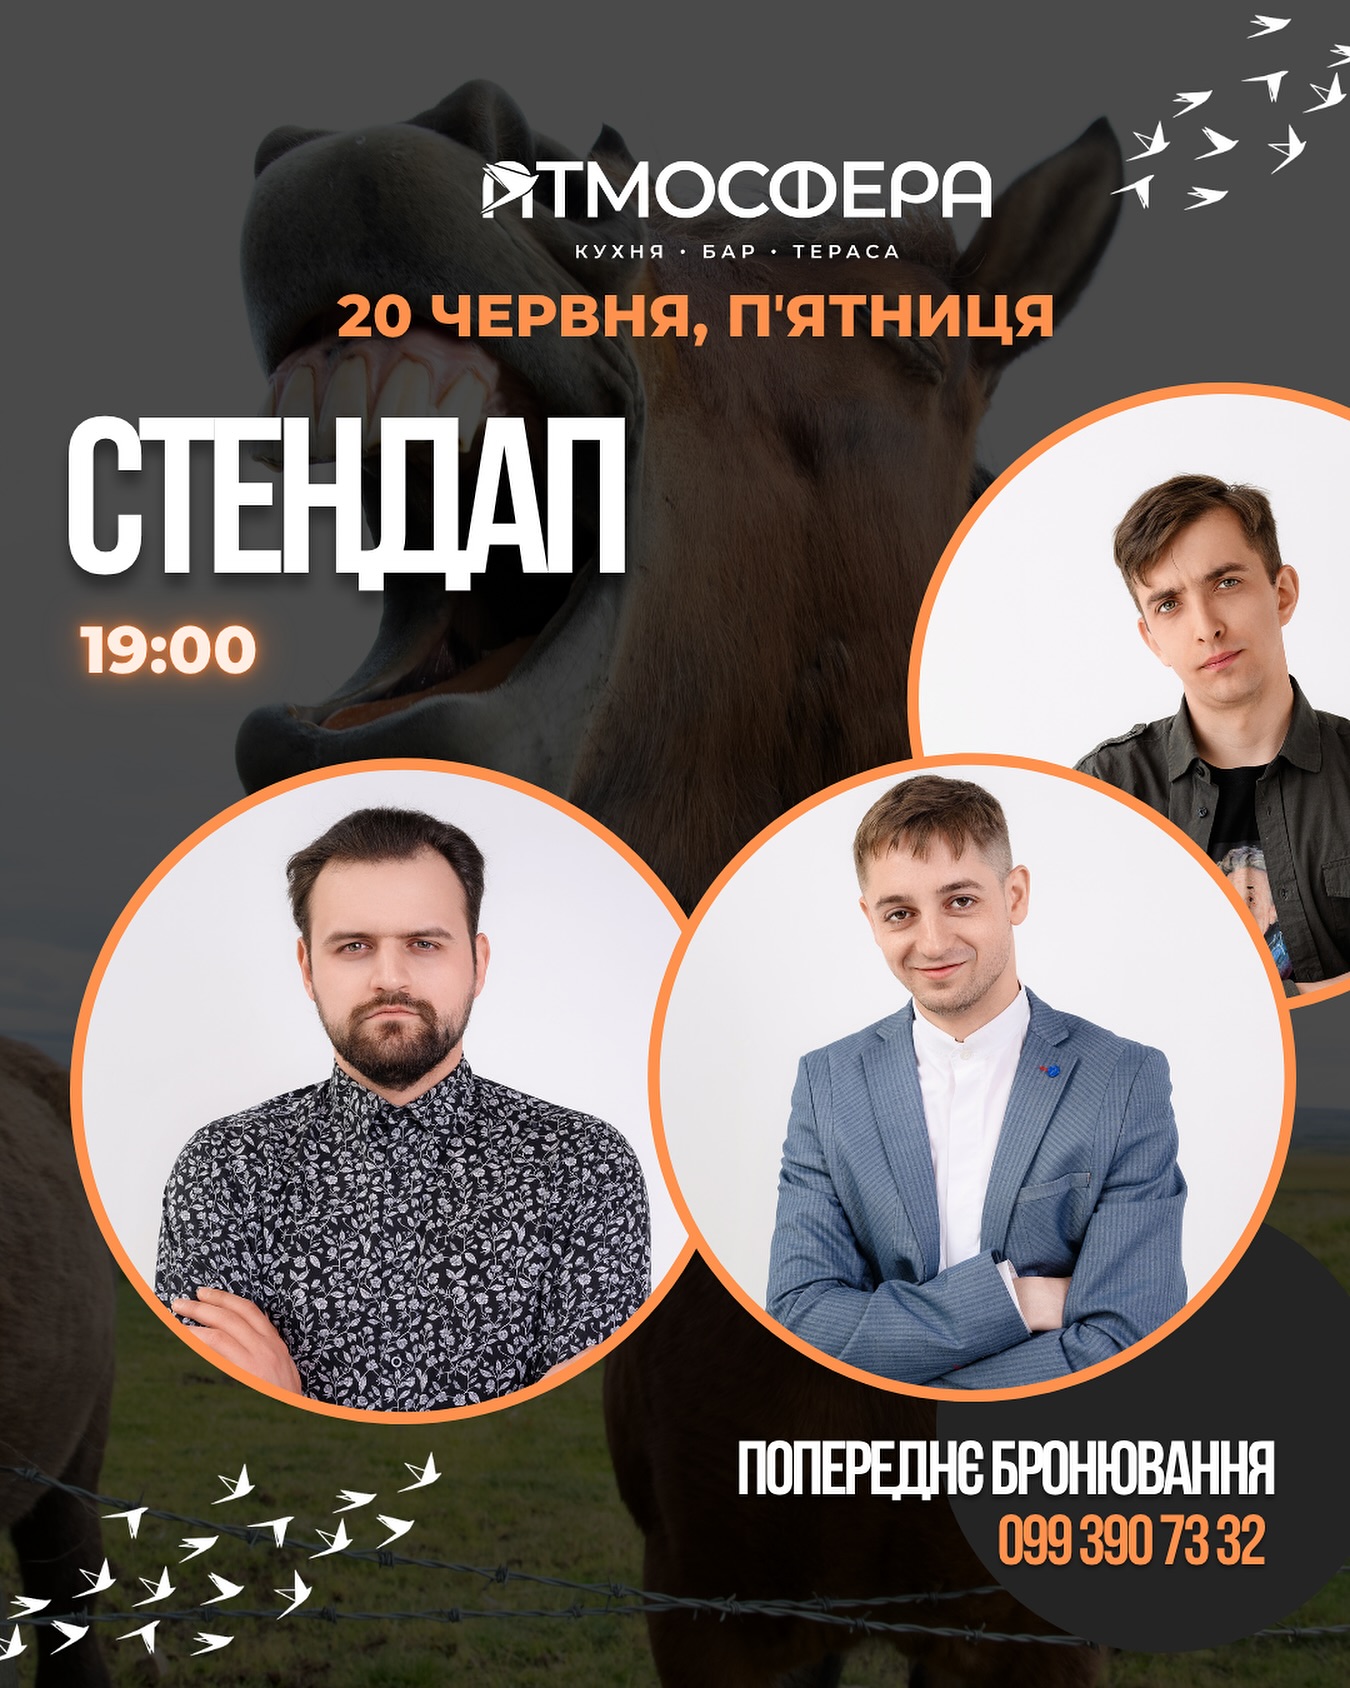 АТМОСФЕРА
КУХНЯ • БАР • ТЕРАСА
20 ЧЕРВНЯ, П'ЯТНИЦЯ
СТЕНДАП
19:00
ПОПЕРЕДНЄ БРОНЮВАННЯ
099 390 73 32